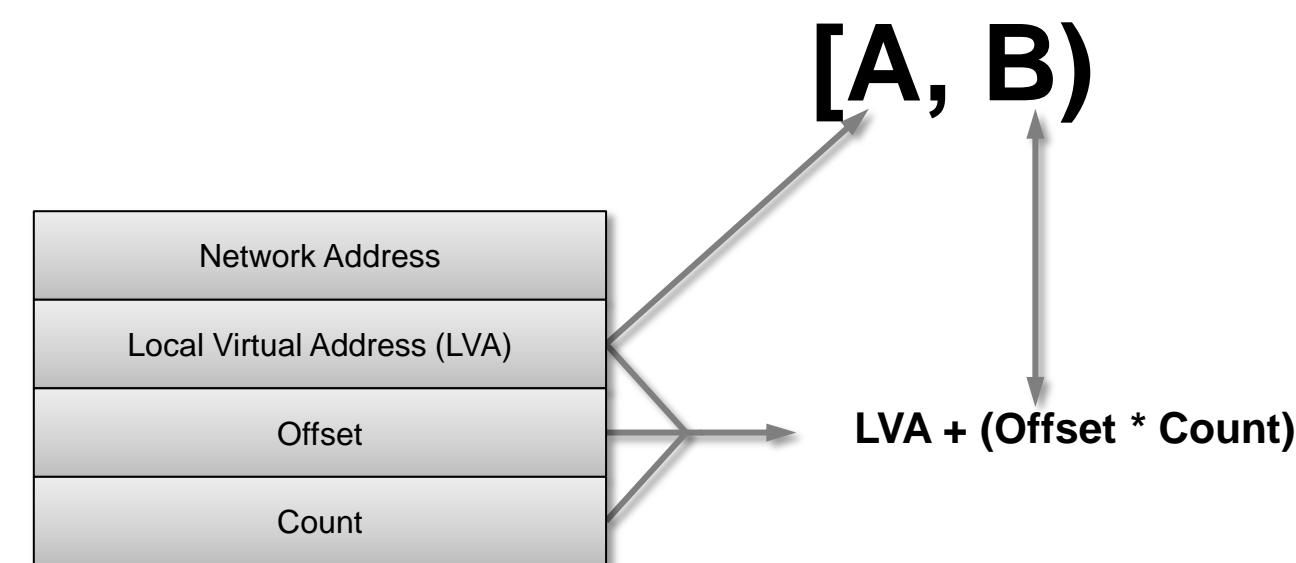 [A, B)
Network Address
Local Virtual Address (LVA)
Offset
LVA + (Offset * Count)
Count